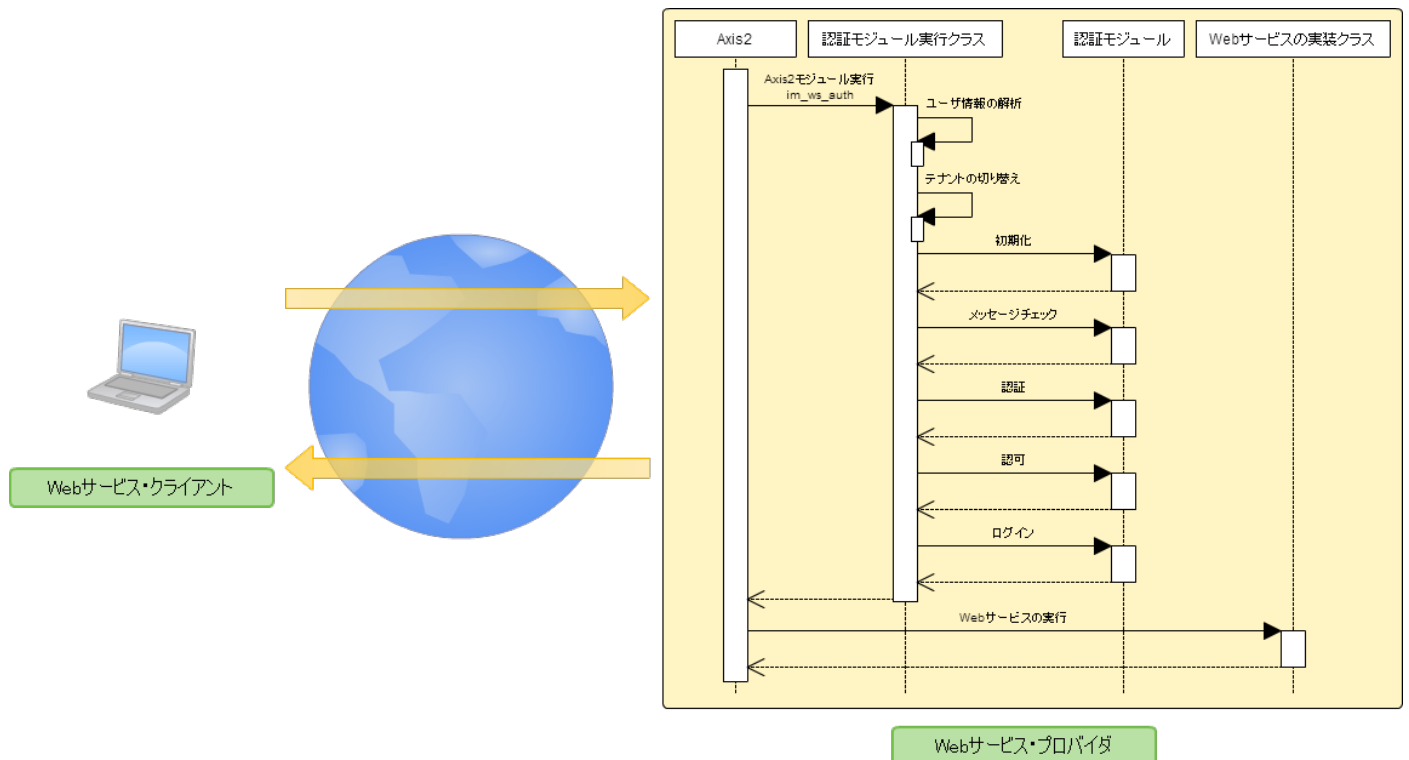 Axis2
認証モジュール実行クラス
認証モジュール
Webサービスの実装クラス
Axis2モジュール実行
im_ws_auth
ユーザ情報の解析
テナントの切り替え
初期化
メッセージチェック
認証
認可
ログイン
Webサービスの実行
Webサービス・クライアント
Webサービス・プロバイダ